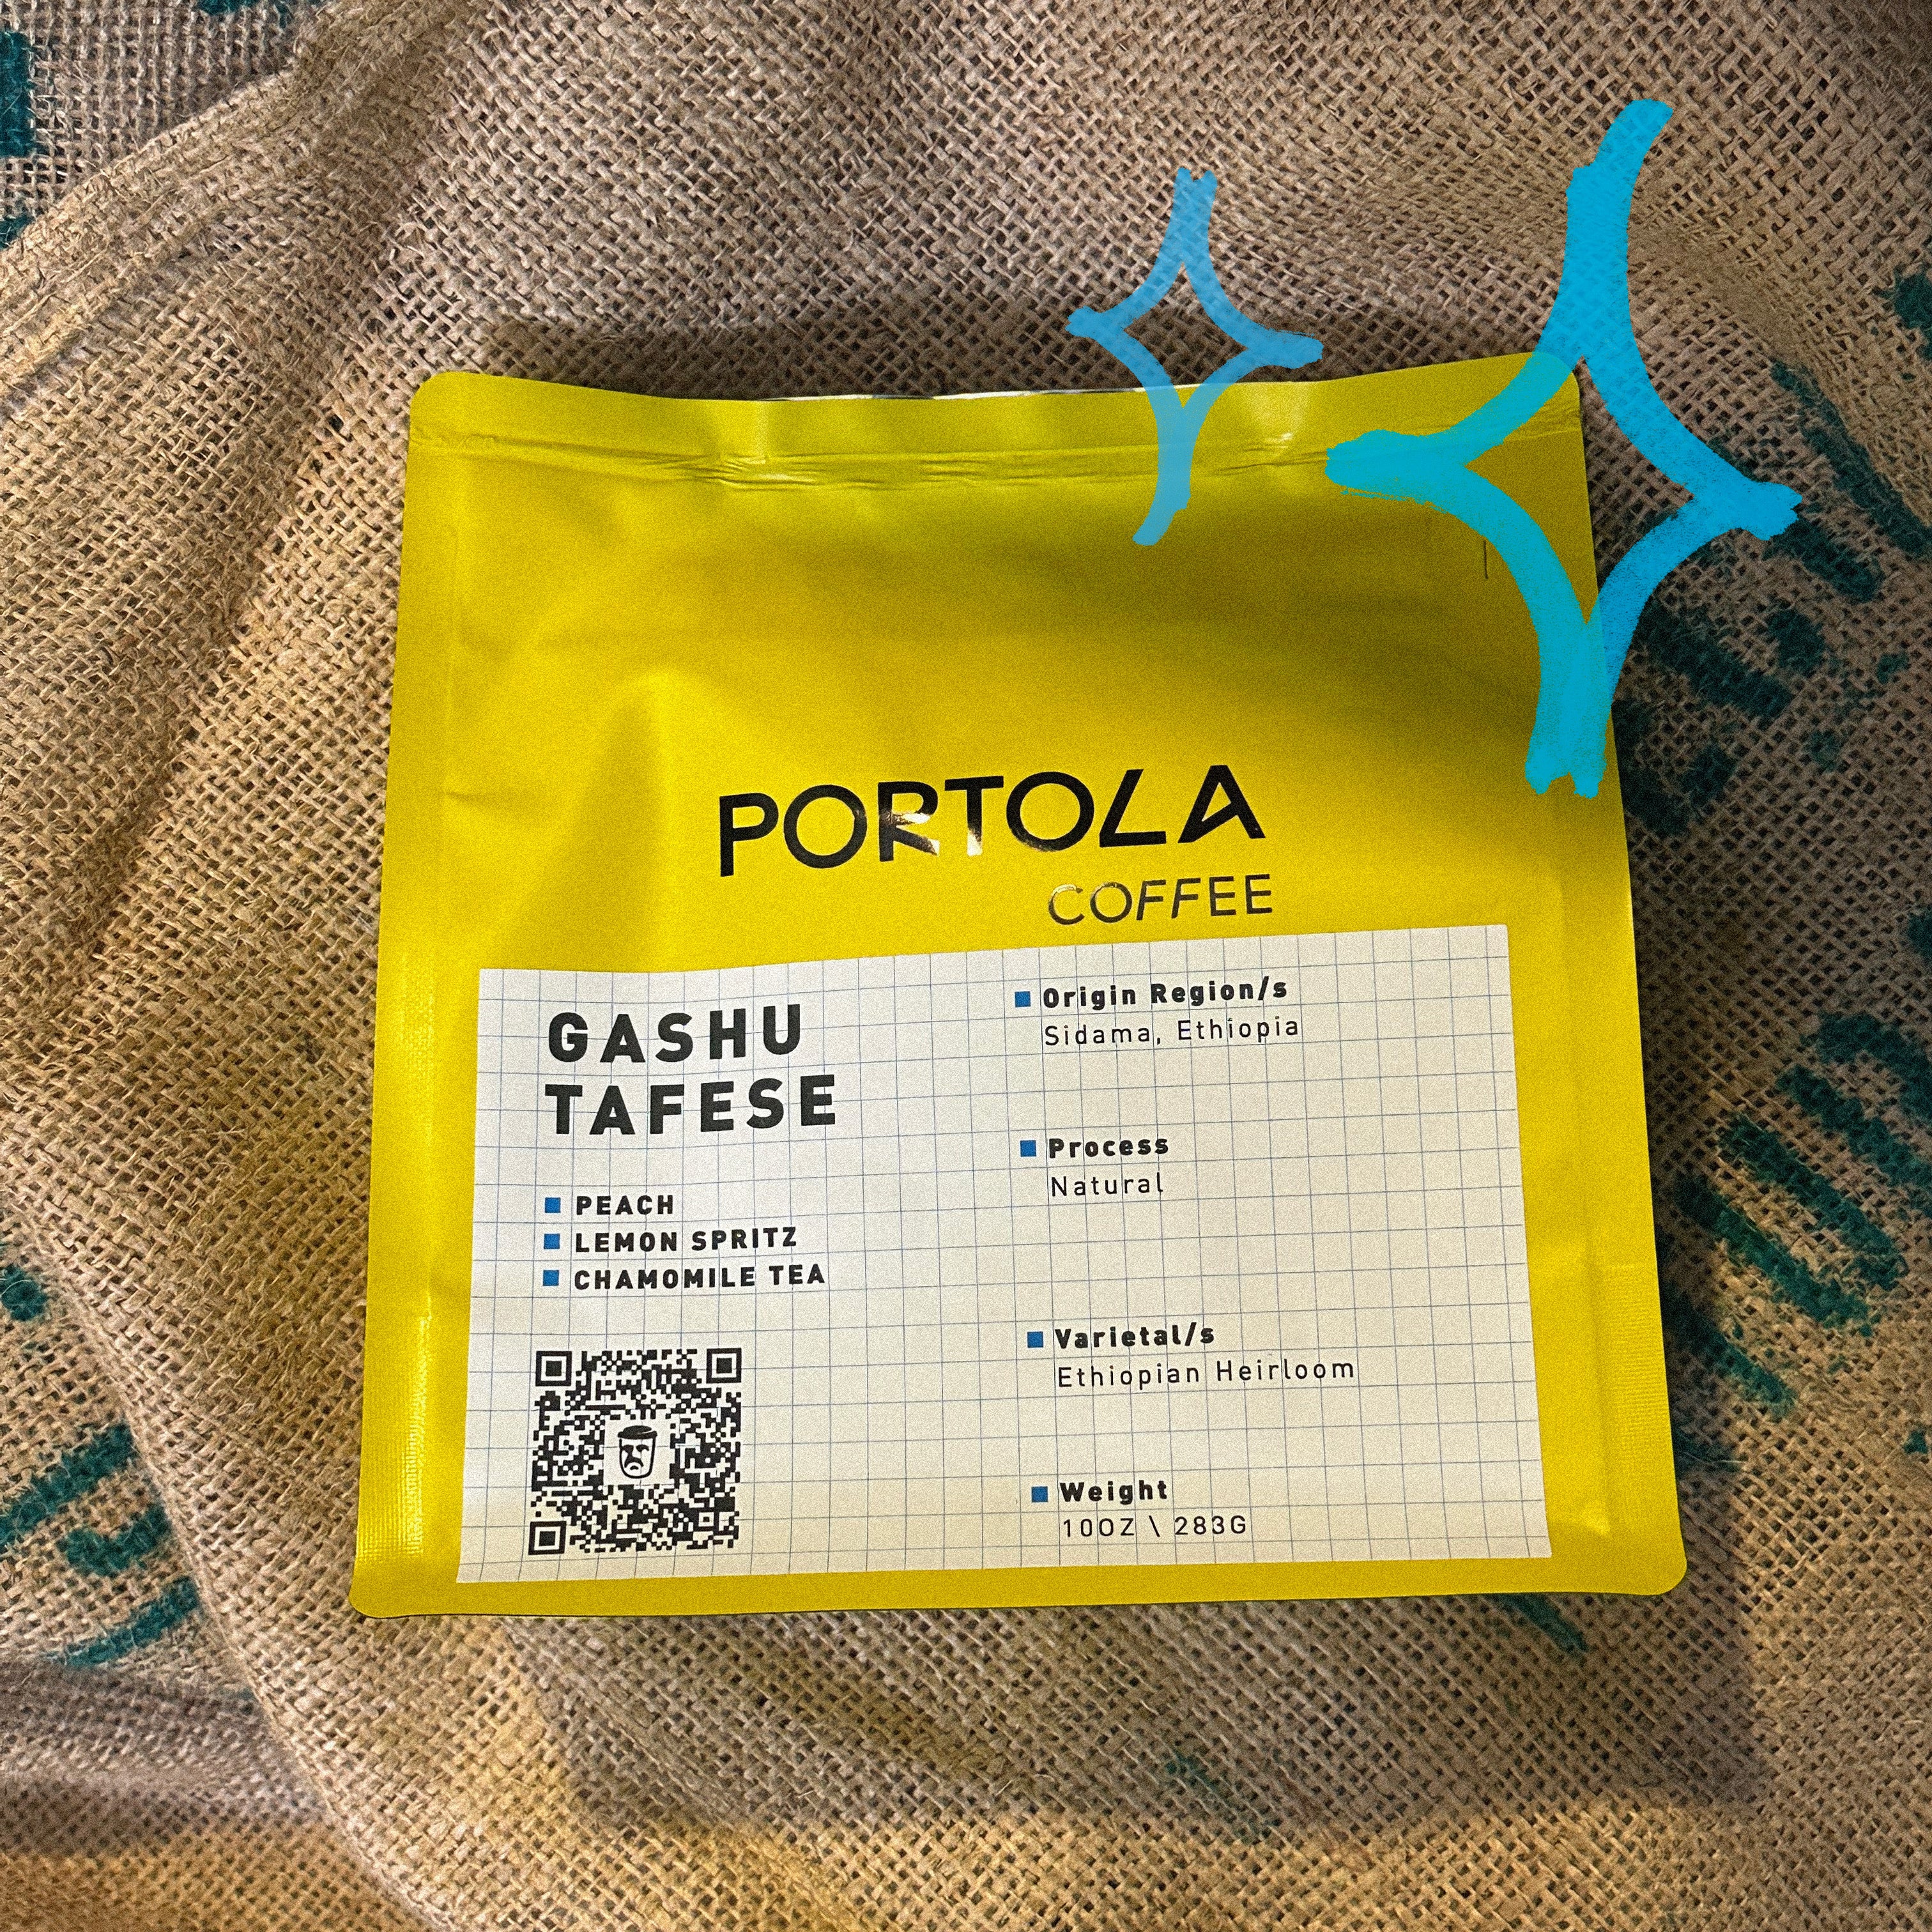 PORTOLA
COFFEE
GASHU
TAFESE
PEACH
LEMON SPRITZ
CHAMOMILE TEA
Origin Region/s
Sidama, Ethiopia
Process
Natural
Varietal/s
Ethiopian Heirloom
Weight
10OZ \ 283G